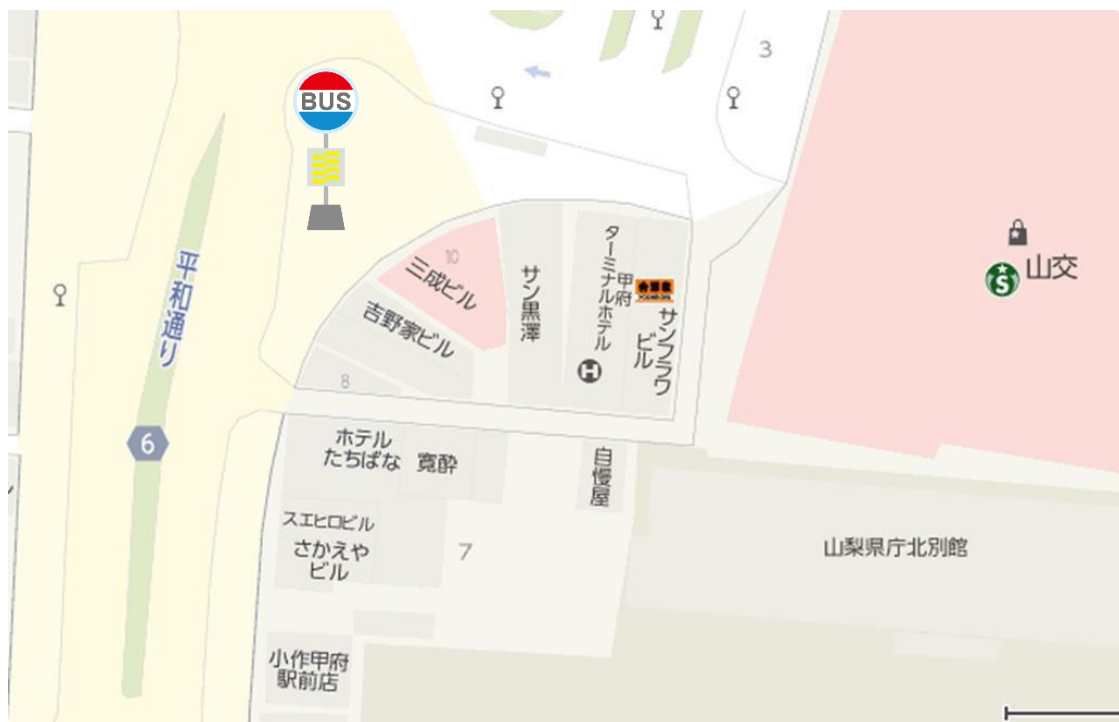 3
BUS
10
三成ビル
サン黒澤
ターミナルホテル
甲府
H
吉野家
サンフラワ
ビル
S
山交
平和通り
吉野家ビル
8
6
ホテル
たちばな
寛酔
自慢屋
スエヒロビル
さかえや
ビル
7
山梨県庁北別館
小作甲府
駅前店